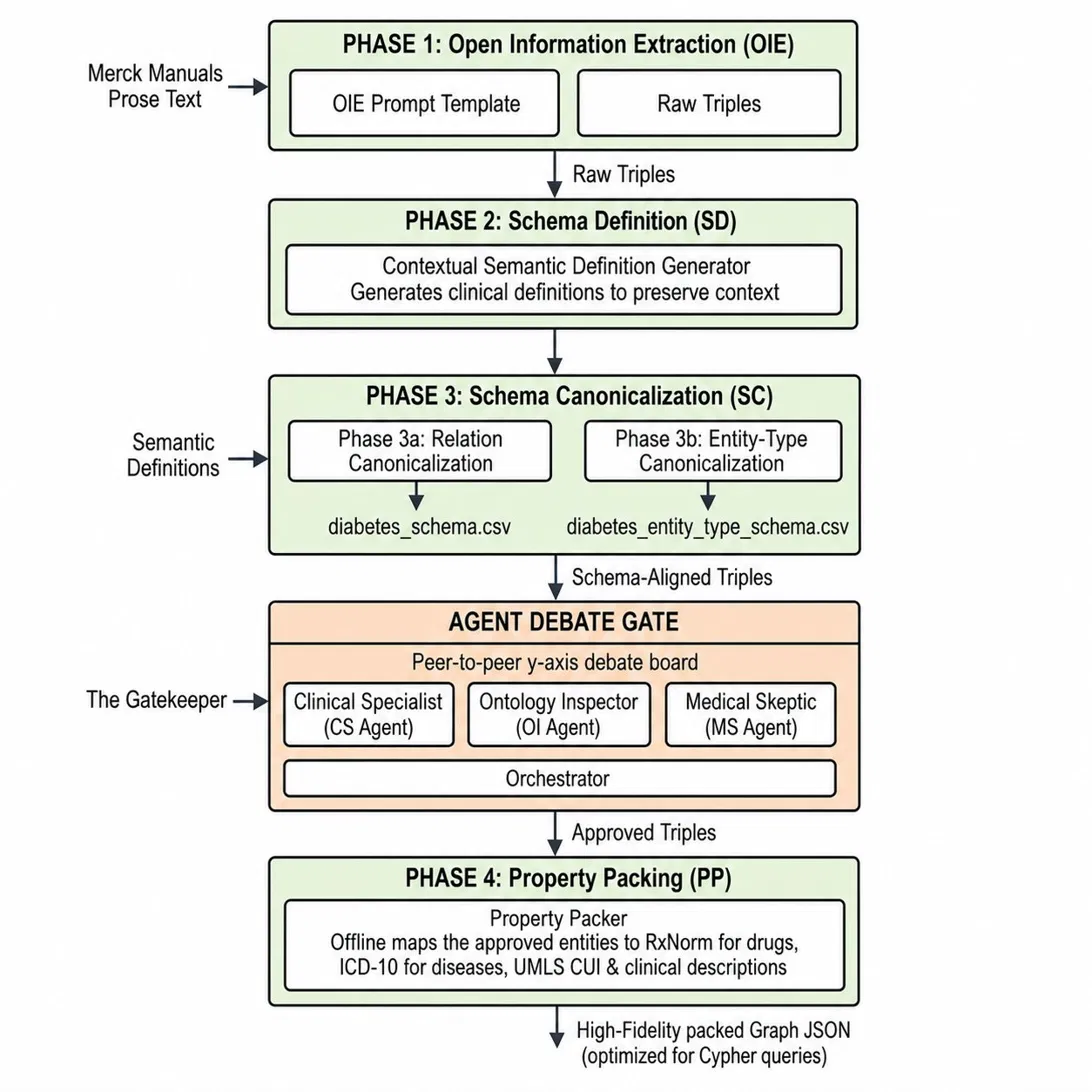 PHASE 1: Open Information Extraction (OIE)
Merck Manuals
Prose Text
OIE Prompt Template
Raw Triples
Raw Triples
PHASE 2: Schema Definition (SD)
Contextual Semantic Definition Generator
Generates clinical definitions to preserve context
PHASE 3: Schema Canonicalization (SC)
Semantic
Definitions
Phase 3a: Relation
Canonicalization
Phase 3b: Entity-Type
Canonicalization
diabetes_schema.csv
diabetes_entity_type_schema.csv
Schema-Aligned Triples
AGENT DEBATE GATE
Peer-to-peer y-axis debate board
The Gatekeeper
Clinical Specialist
(CS Agent)
Ontology Inspector
(OI Agent)
Medical Skeptic
(MS Agent)
Orchestrator
Approved Triples
PHASE 4: Property Packing (PP)
Property Packer
Offline maps the approved entities to RxNorm for drugs,
ICD-10 for diseases, UMLS CUI & clinical descriptions
High-Fidelity packed Graph JSON
(optimized for Cypher queries)